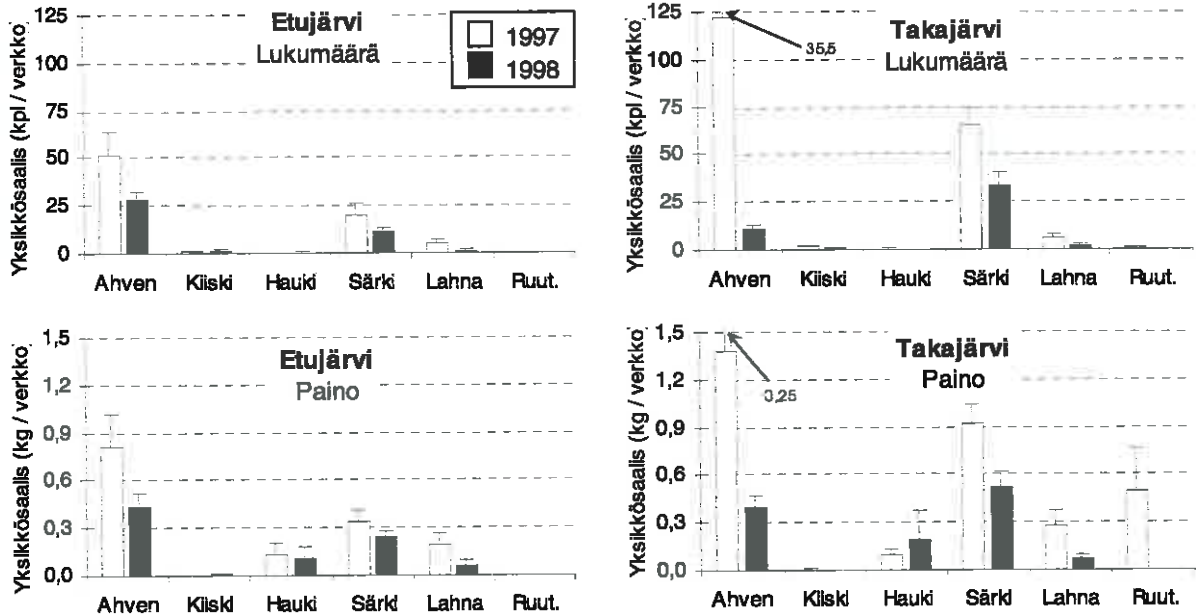 Etujärvi
Lukumäärä
1997
1998
Yksikkösaalis (kpl / verkko)
125
100
75
50
25
0
Ahven Kiiski Hauki Särki Lahna Ruut.
Takajärvi
Lukumäärä
35,5
Yksikkösaalis (kpl / verkko)
125
100
75
50
25
0
Ahven Kiiski Hauki Särki Lahna Ruut.
Etujärvi
Paino
Yksikkösaalis (kg / verkko)
1,5
1,2
0,9
0,6
0,3
0,0
Ahven Kiiski Hauki Särki Lahna Ruut.
Takajärvi
Paino
0,25
Yksikkösaalis (kg / verkko)
1,5
1,2
0,9
0,6
0,3
0,0
Ahven Kiiski Hauki Särki Lahna Ruut.